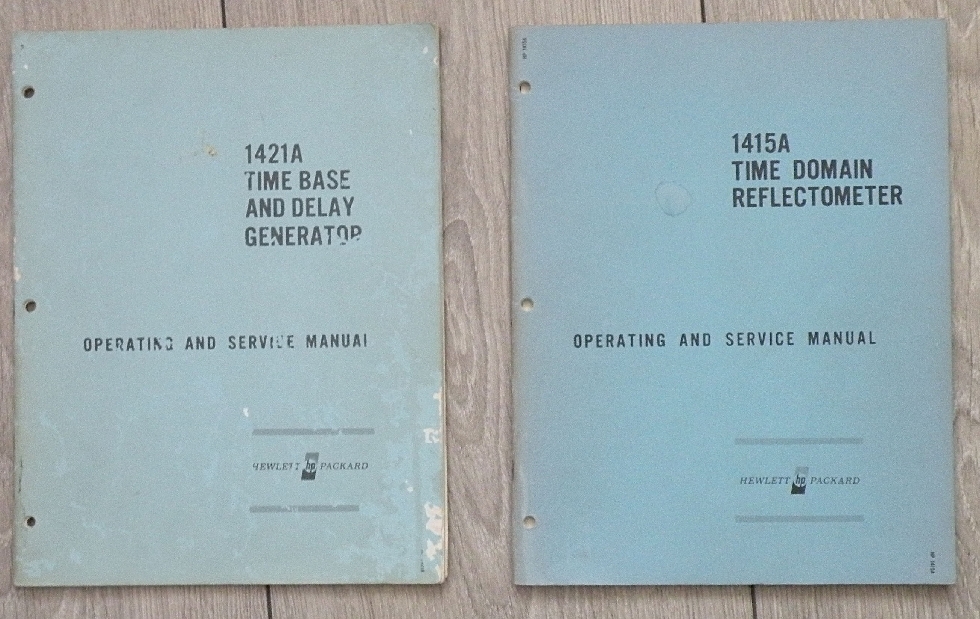 1421A
TIME BASE
AND DELAY
GENERATOR
OPERATING AND SERVICE MANUAL
HEWLETT hp PACKARD
1415A
TIME DOMAIN
REFLECTOMETER
OPERATING AND SERVICE MANUAL
HEWLETT hp PACKARD